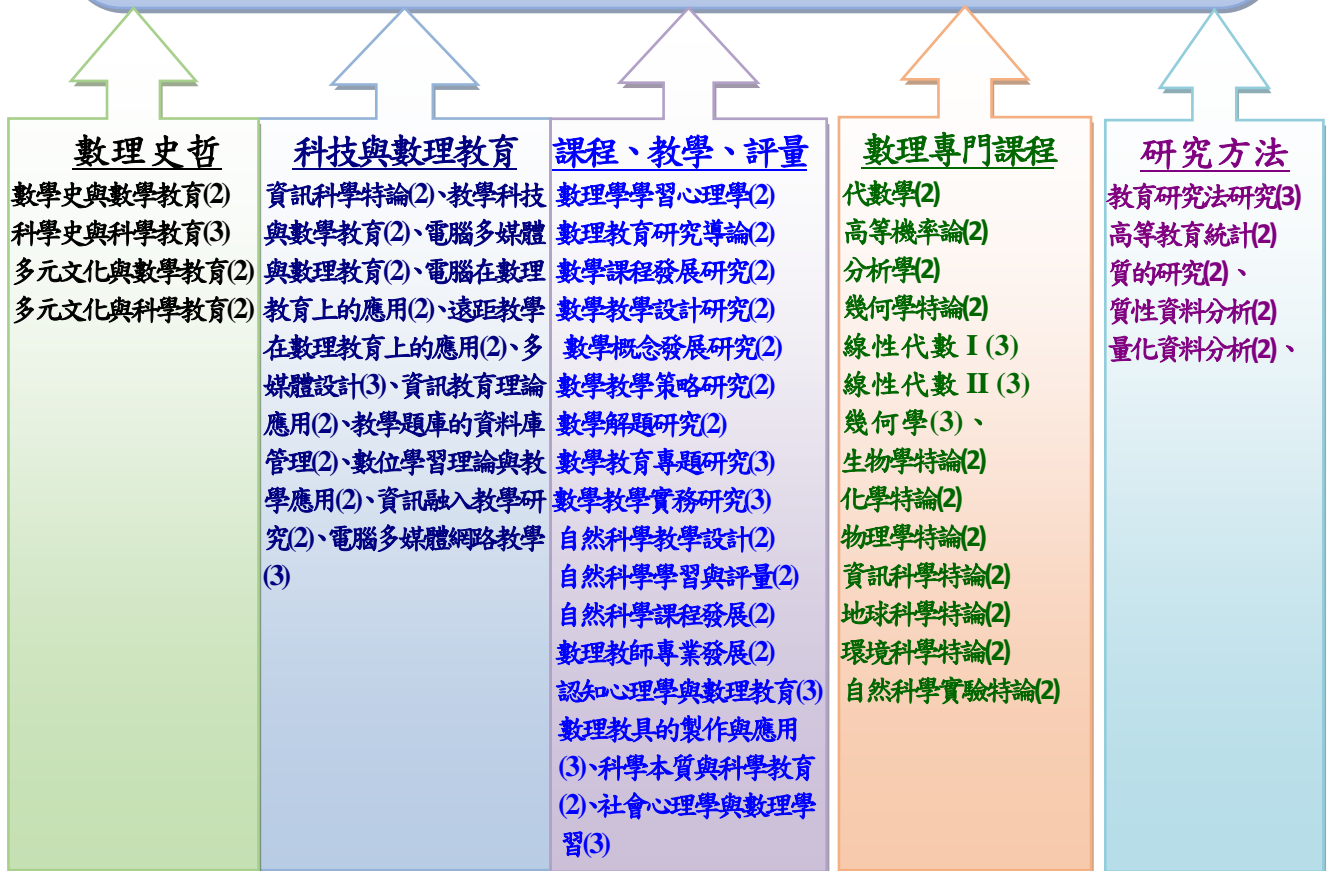 數理史哲
數學史與數學教育(2)
科學史與科學教育(3)
多元文化與數學教育(2)
多元文化與科學教育(2)
科技與數理教育
資訊科學特論(2)、教學科技
與數學教育(2)、電腦多媒體
與數理教育(2)、電腦在數理
教育上的應用(2)、遠距教學
在數理教育上的應用(2)、多
媒體設計(3)、資訊教育理論
應用(2)、教學題庫的資料庫
管理(2)、數位學習理論與教
學應用(2)、資訊融入教學研
究(2)、電腦多媒體網路教學
(3)
課程、教學、評量
數理學學習心理學(2)
數理教育研究導論(2)
數學課程發展研究(2)
數學教學設計研究(2)
數學概念發展研究(2)
數學教學策略研究(2)
數學解題研究(2)
數學教育專題研究(3)
數學教學實務研究(3)
自然科學教學設計(2)
自然科學學習與評量(2)
自然科學課程發展(2)
數理教師專業發展(2)
認知心理學與數理教育(3)
數理教具的製作與應用
(3)、科學本質與科學教育
(2)、社會心理學與數理學
習(3)
數理專門課程
代數學(2)
高等機率論(2)
分析學(2)
幾何學特論(2)
線性代數 I (3)
線性代數 II (3)
幾何學(3)、
生物學特論(2)
化學特論(2)
物理學特論(2)
資訊科學特論(2)
地球科學特論(2)
環境科學特論(2)
自然科學實驗特論(2)
研究方法
教育研究法研究(3)
高等教育統計(2)
質的研究(2)、
質性資料分析(2)
量化資料分析(2)、